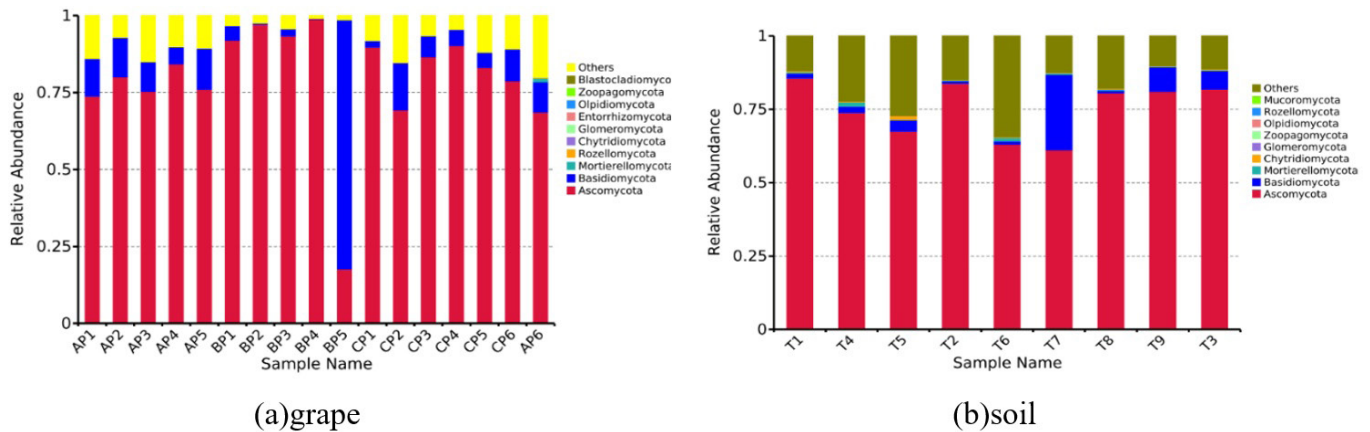 1
0.75
0.5
0.25
0
Relative Abundance
AP1 AP2 AP3 AP4 AP5 BP1 BP2 BP3 BP4 BP5 CP1 CP2 CP3 CP4 CP5 CP6 AP6
Sample Name
Others
Blastocladiomyco
Zoopagomycota
Olpidiomycota
Entorrhizomycota
Glomeromycota
Chytridiomycota
Rozellomycota
Mortierellomycota
Basidiomycota
Ascomycota
(a)grape
1
0.75
0.5
0.25
0
Relative Abundance
T1 T4 T5 T2 T6 T7 T8 T9 T3
Sample Name
Others
Mucoromycota
Rozellomycota
Olpidiomycota
Zoopagomycota
Glomeromycota
Chytridiomycota
Mortierellomycota
Basidiomycota
Ascomycota
(b)soil